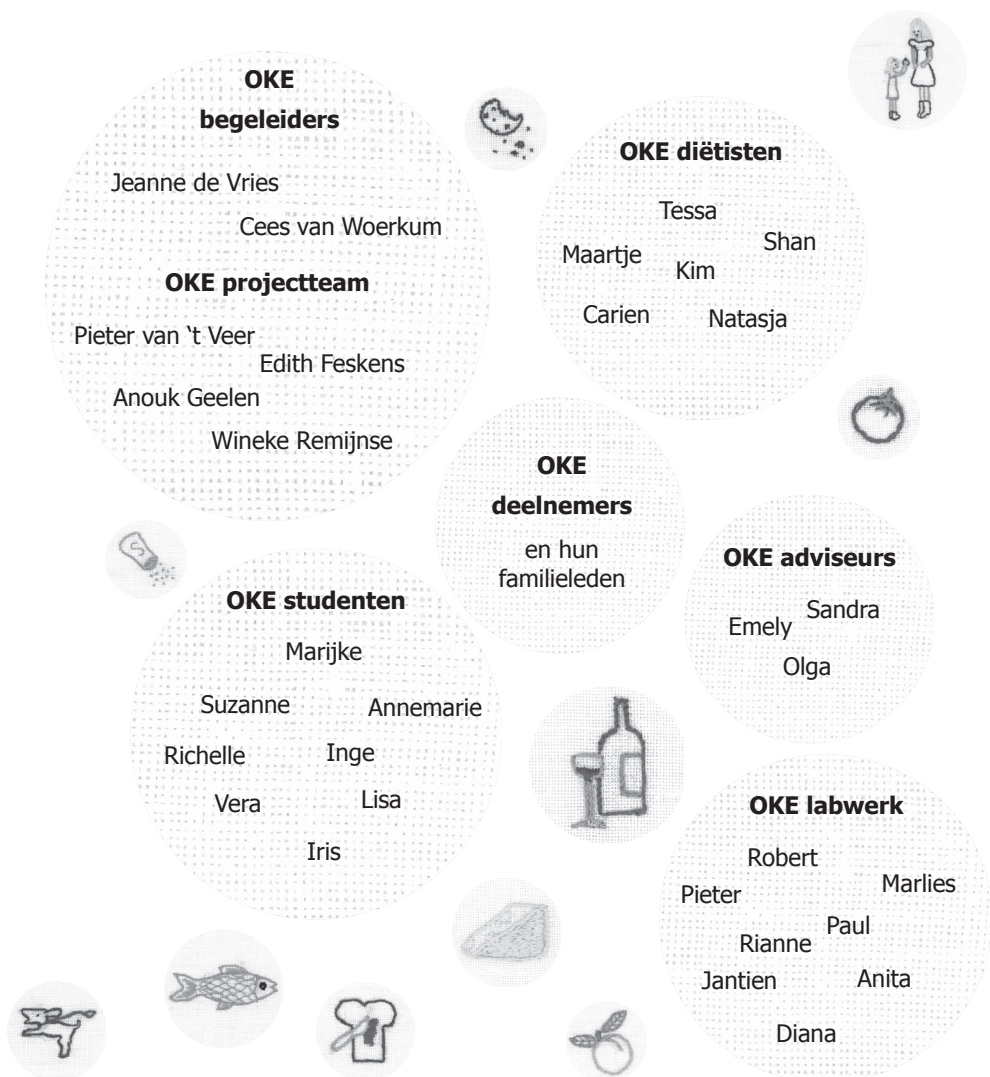 OKE
begeleiders
Jeanne de Vries
Cees van Woerkum
OKE projectteam
Pieter van ‘t Veer
Edith Feskens
Anouk Geelen
Wineke Remijnse
OKE diëtisten
Tessa
Shan
Maartje
Kim
Carien
Natasja
OKE
deelnemers
en hun
familieleden
OKE adviseurs
Sandra
Emely
Olga
OKE studenten
Marijke
Suzanne
Annemarie
Richelle
Inge
Vera
Lisa
Iris
OKE labwerk
Robert
Marlies
Pieter
Paul
Rianne
Jantien
Anita
Diana
S